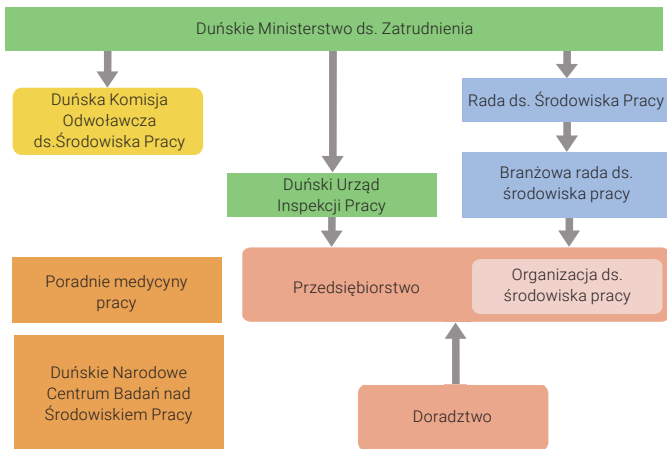 Duńskie Ministerstwo ds. Zatrudnienia
Duńska Komisja
Odwoławcza
ds.Środowiska Pracy
Rada ds. Środowiska Pracy
Branżowa rada ds.
środowiska pracy
Duński Urząd
Inspekcji Pracy
Przedsiębiorstwo
Organizacja ds.
środowiska pracy
Poradnie medycyny
pracy
Duńskie Narodowe
Centrum Badań nad
Środowiskiem Pracy
Doradztwo